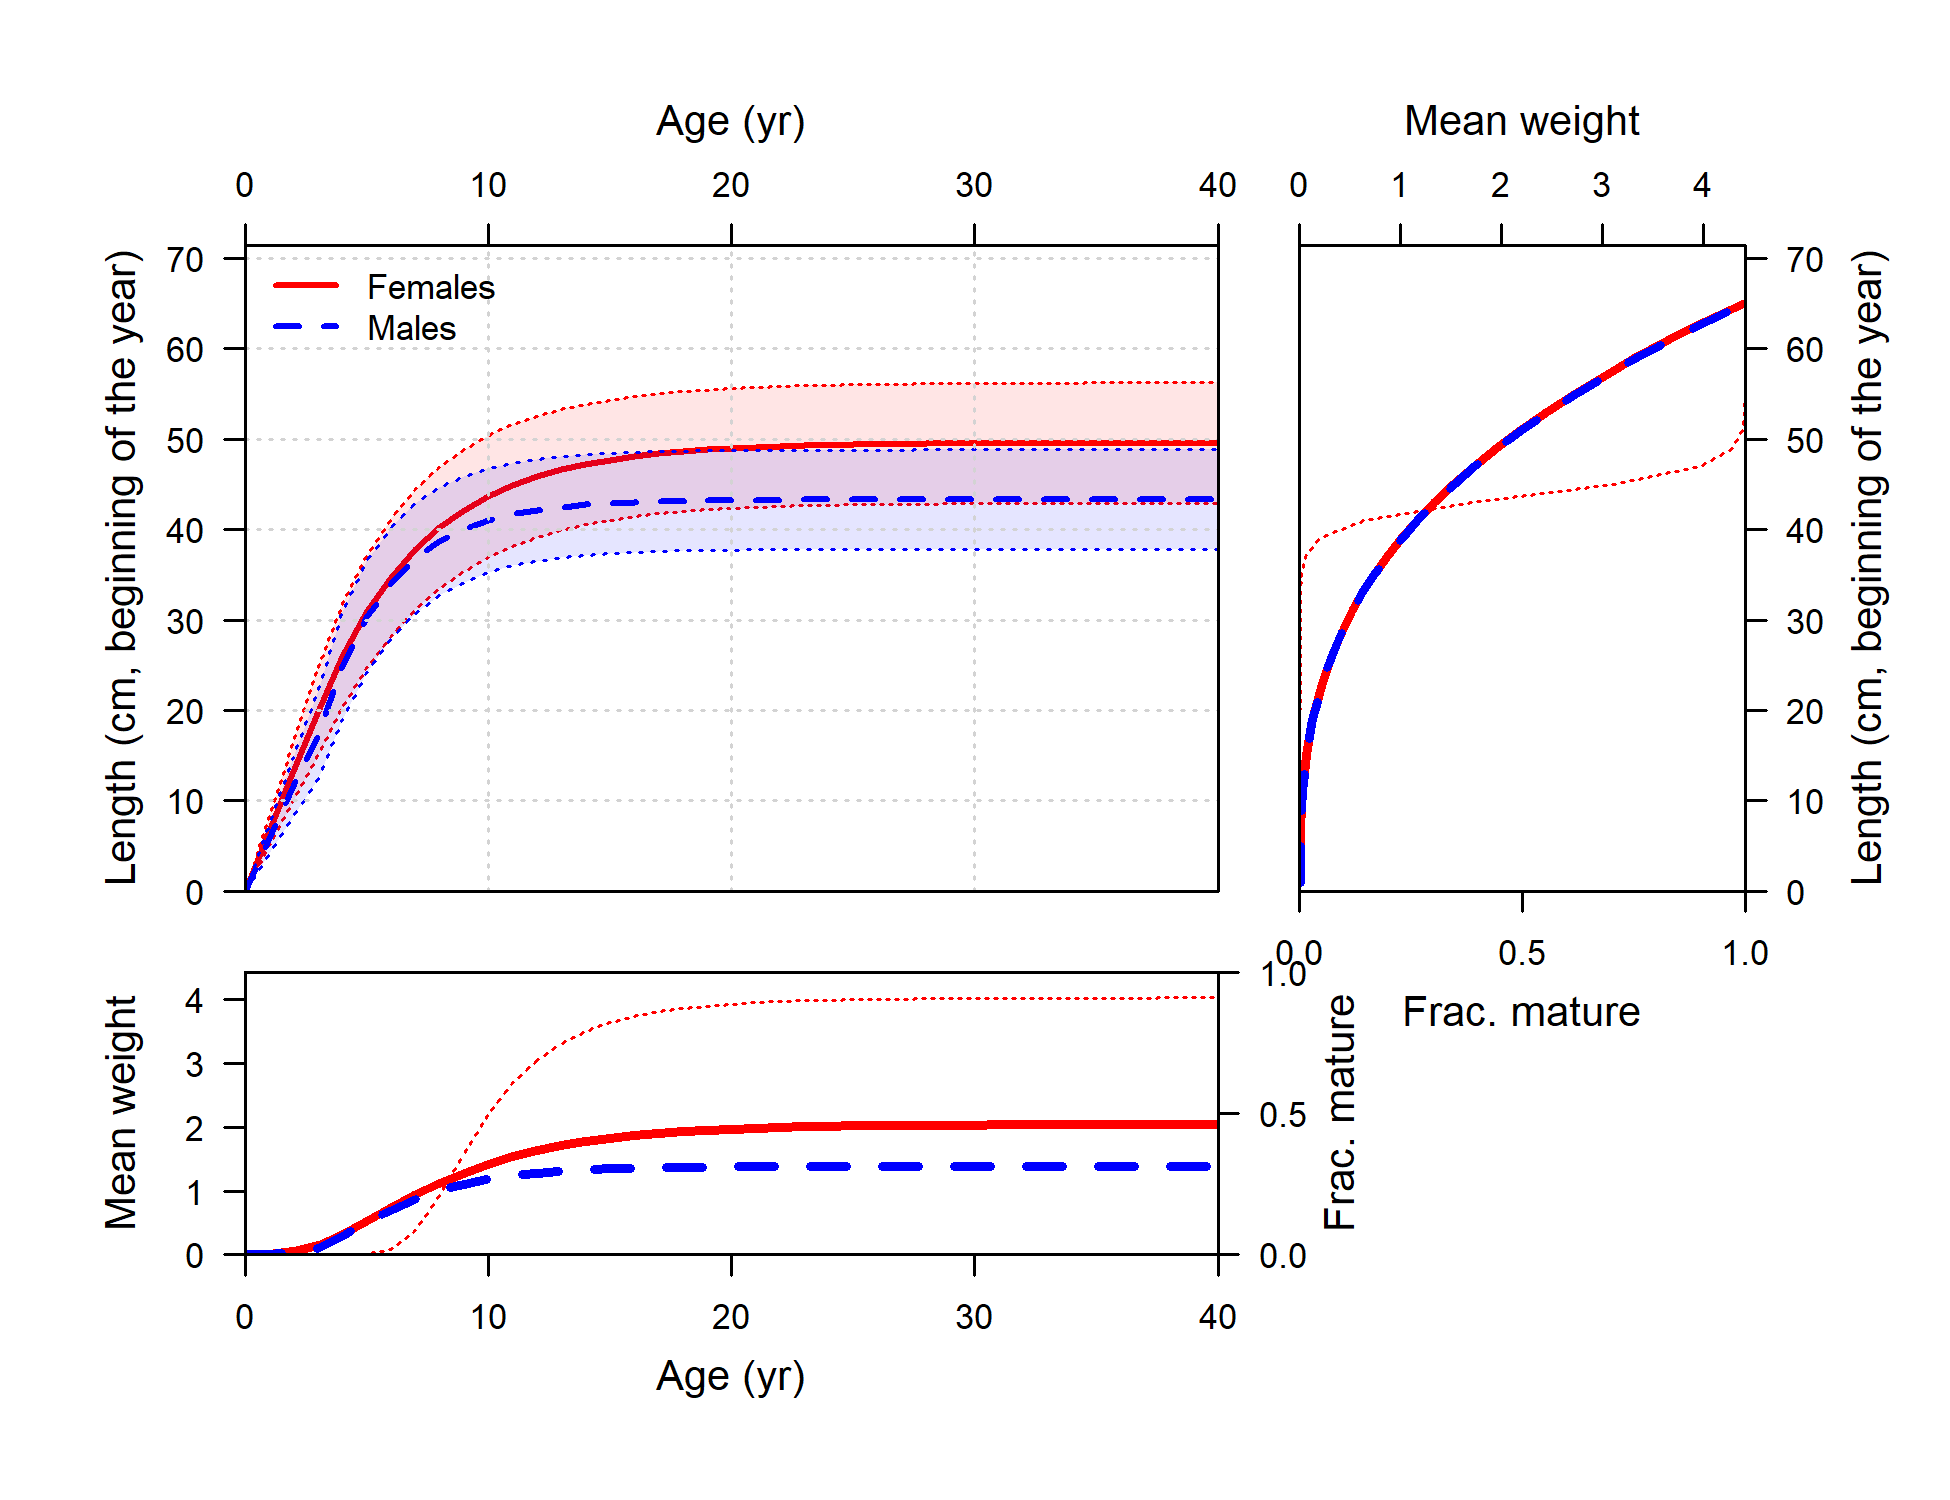 Age (yr)
Mean weight
0 10 20 30 40
0 1 2 3 4
Length (cm, beginning of the year)
70
60
50
40
30
20
10
0
Females
Males
70
60
50
40
30
20
10
0
Length (cm, beginning of the year)
0.0 0.5 1.0
Frac. mature
Mean weight
4
3
2
1
0
1.0
0.5
0.0
Frac. mature
0 10 20 30 40
Age (yr)